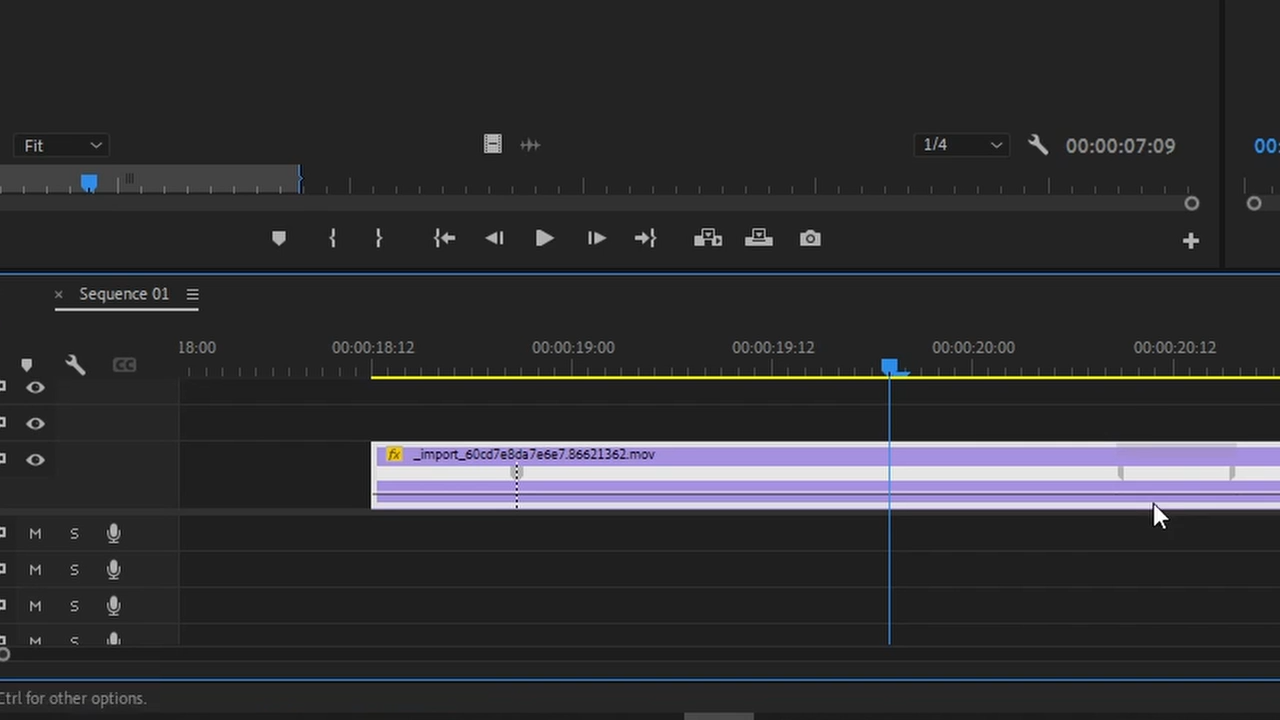 Fit
1/4
00:00:07:09
00:
× Sequence 01
18:00 00:00:18:12 00:00:19:00 00:00:19:12 00:00:20:00 00:00:20:12
CC
fx _import_60cd7e8da7e6e7.86621362.mov
M S
M S
M S
M S
Ctrl for other options.